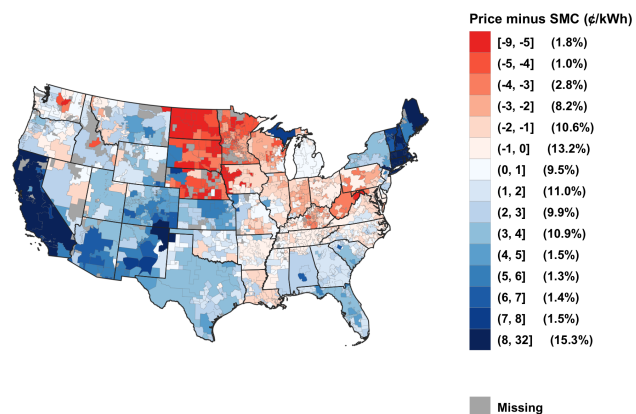 Price minus SMC (¢/kWh)
[-9, -5] (1.8%)
(-5, -4] (1.0%)
(-4, -3] (2.8%)
(-3, -2] (8.2%)
(-2, -1] (10.6%)
(-1, 0] (13.2%)
(0, 1] (9.5%)
(1, 2] (11.0%)
(2, 3] (9.9%)
(3, 4] (10.9%)
(4, 5] (1.5%)
(5, 6] (1.3%)
(6, 7] (1.4%)
(7, 8] (1.5%)
(8, 32] (15.3%)
Missing